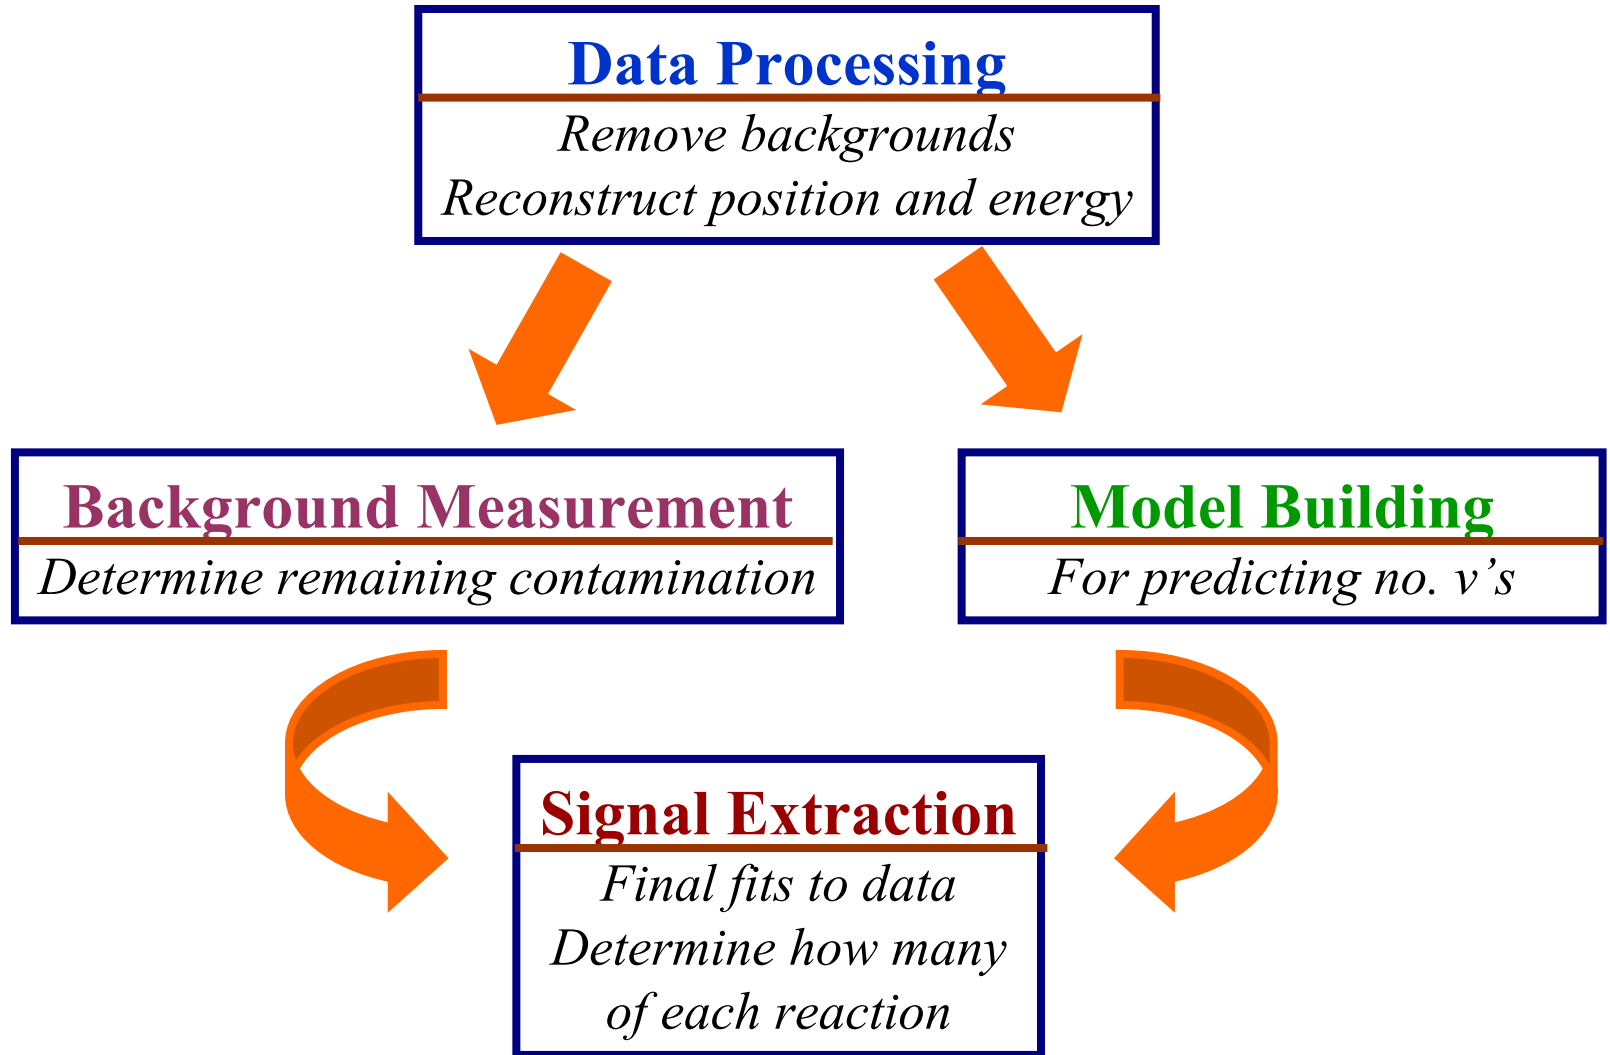 Data Processing
Remove backgrounds
Reconstruct position and energy
Background Measurement
Determine remaining contamination
Model Building
For predicting no. v’s
Signal Extraction
Final fits to data
Determine how many
of each reaction